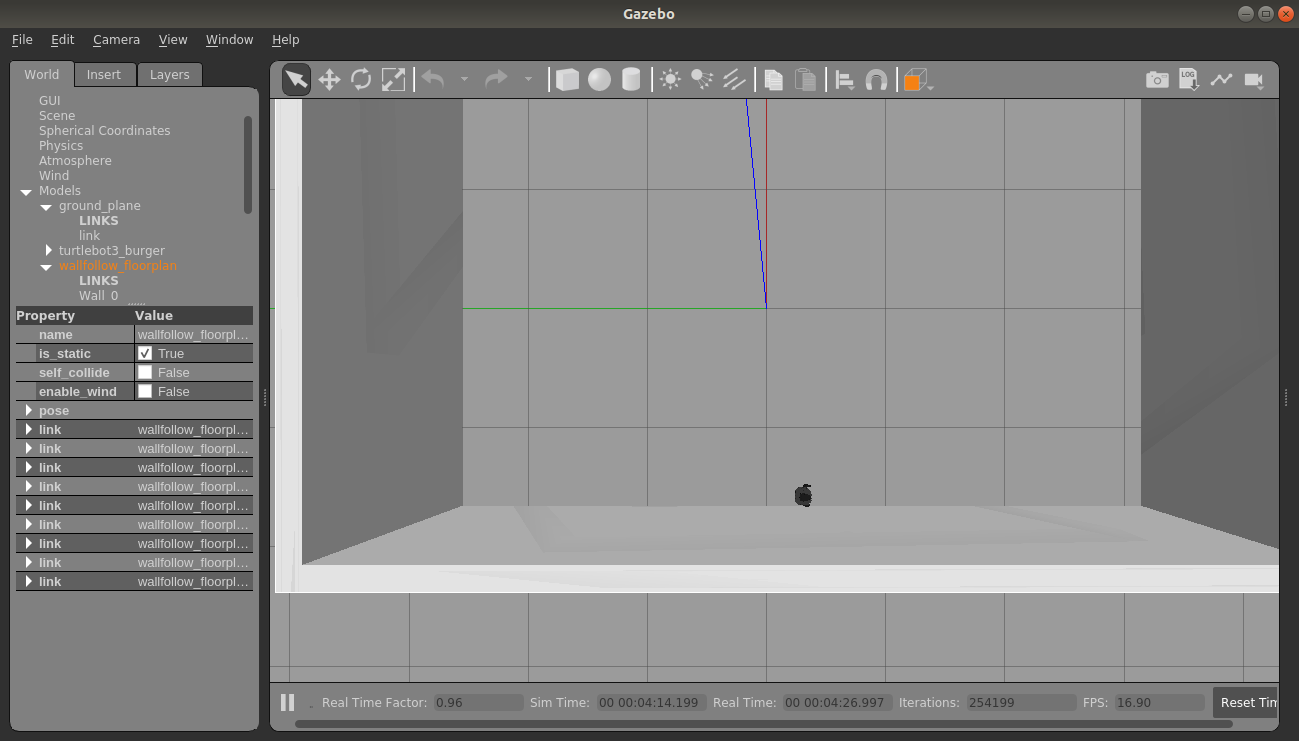 Gazebo
File Edit Camera View Window Help
World Insert Layers
LOG
GUI
Scene
Spherical Coordinates
Physics
Atmosphere
Wind
Models
ground_plane
LINKS
link
turtlebot3_burger
wallfollow_floorplan
LINKS
Wall_0
Property Value
name wallfollow_floorpl...
is_static True
self_collide False
enable_wind False
pose
link wallfollow_floorpl...
link wallfollow_floorpl...
link wallfollow_floorpl...
link wallfollow_floorpl...
link wallfollow_floorpl...
link wallfollow_floorpl...
link wallfollow_floorpl...
link wallfollow_floorpl...
link wallfollow_floorpl...
Real Time Factor: 0.96 Sim Time: 00 00:04:14.199 Real Time: 00 00:04:26.997 Iterations: 254199 FPS: 16.90 Reset Tim